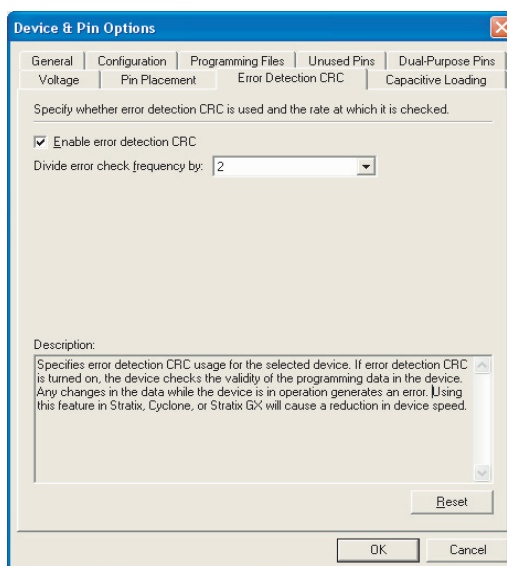 Device & Pin Options
General Configuration Programming Files Unused Pins Dual-Purpose Pins
Voltage Pin Placement Error Detection CRC Capacitive Loading
Specify whether error detection CRC is used and the rate at which it is checked.
Enable error detection CRC
Divide error check frequency by: 2
Description:
Specifies error detection CRC usage for the selected device. If error detection CRC
is turned on, the device checks the validity of the programming data in the device.
Any changes in the data while the device is in operation generates an error. Using
this feature in Stratix, Cyclone, or Stratix GX will cause a reduction in device speed.
Reset
OK Cancel